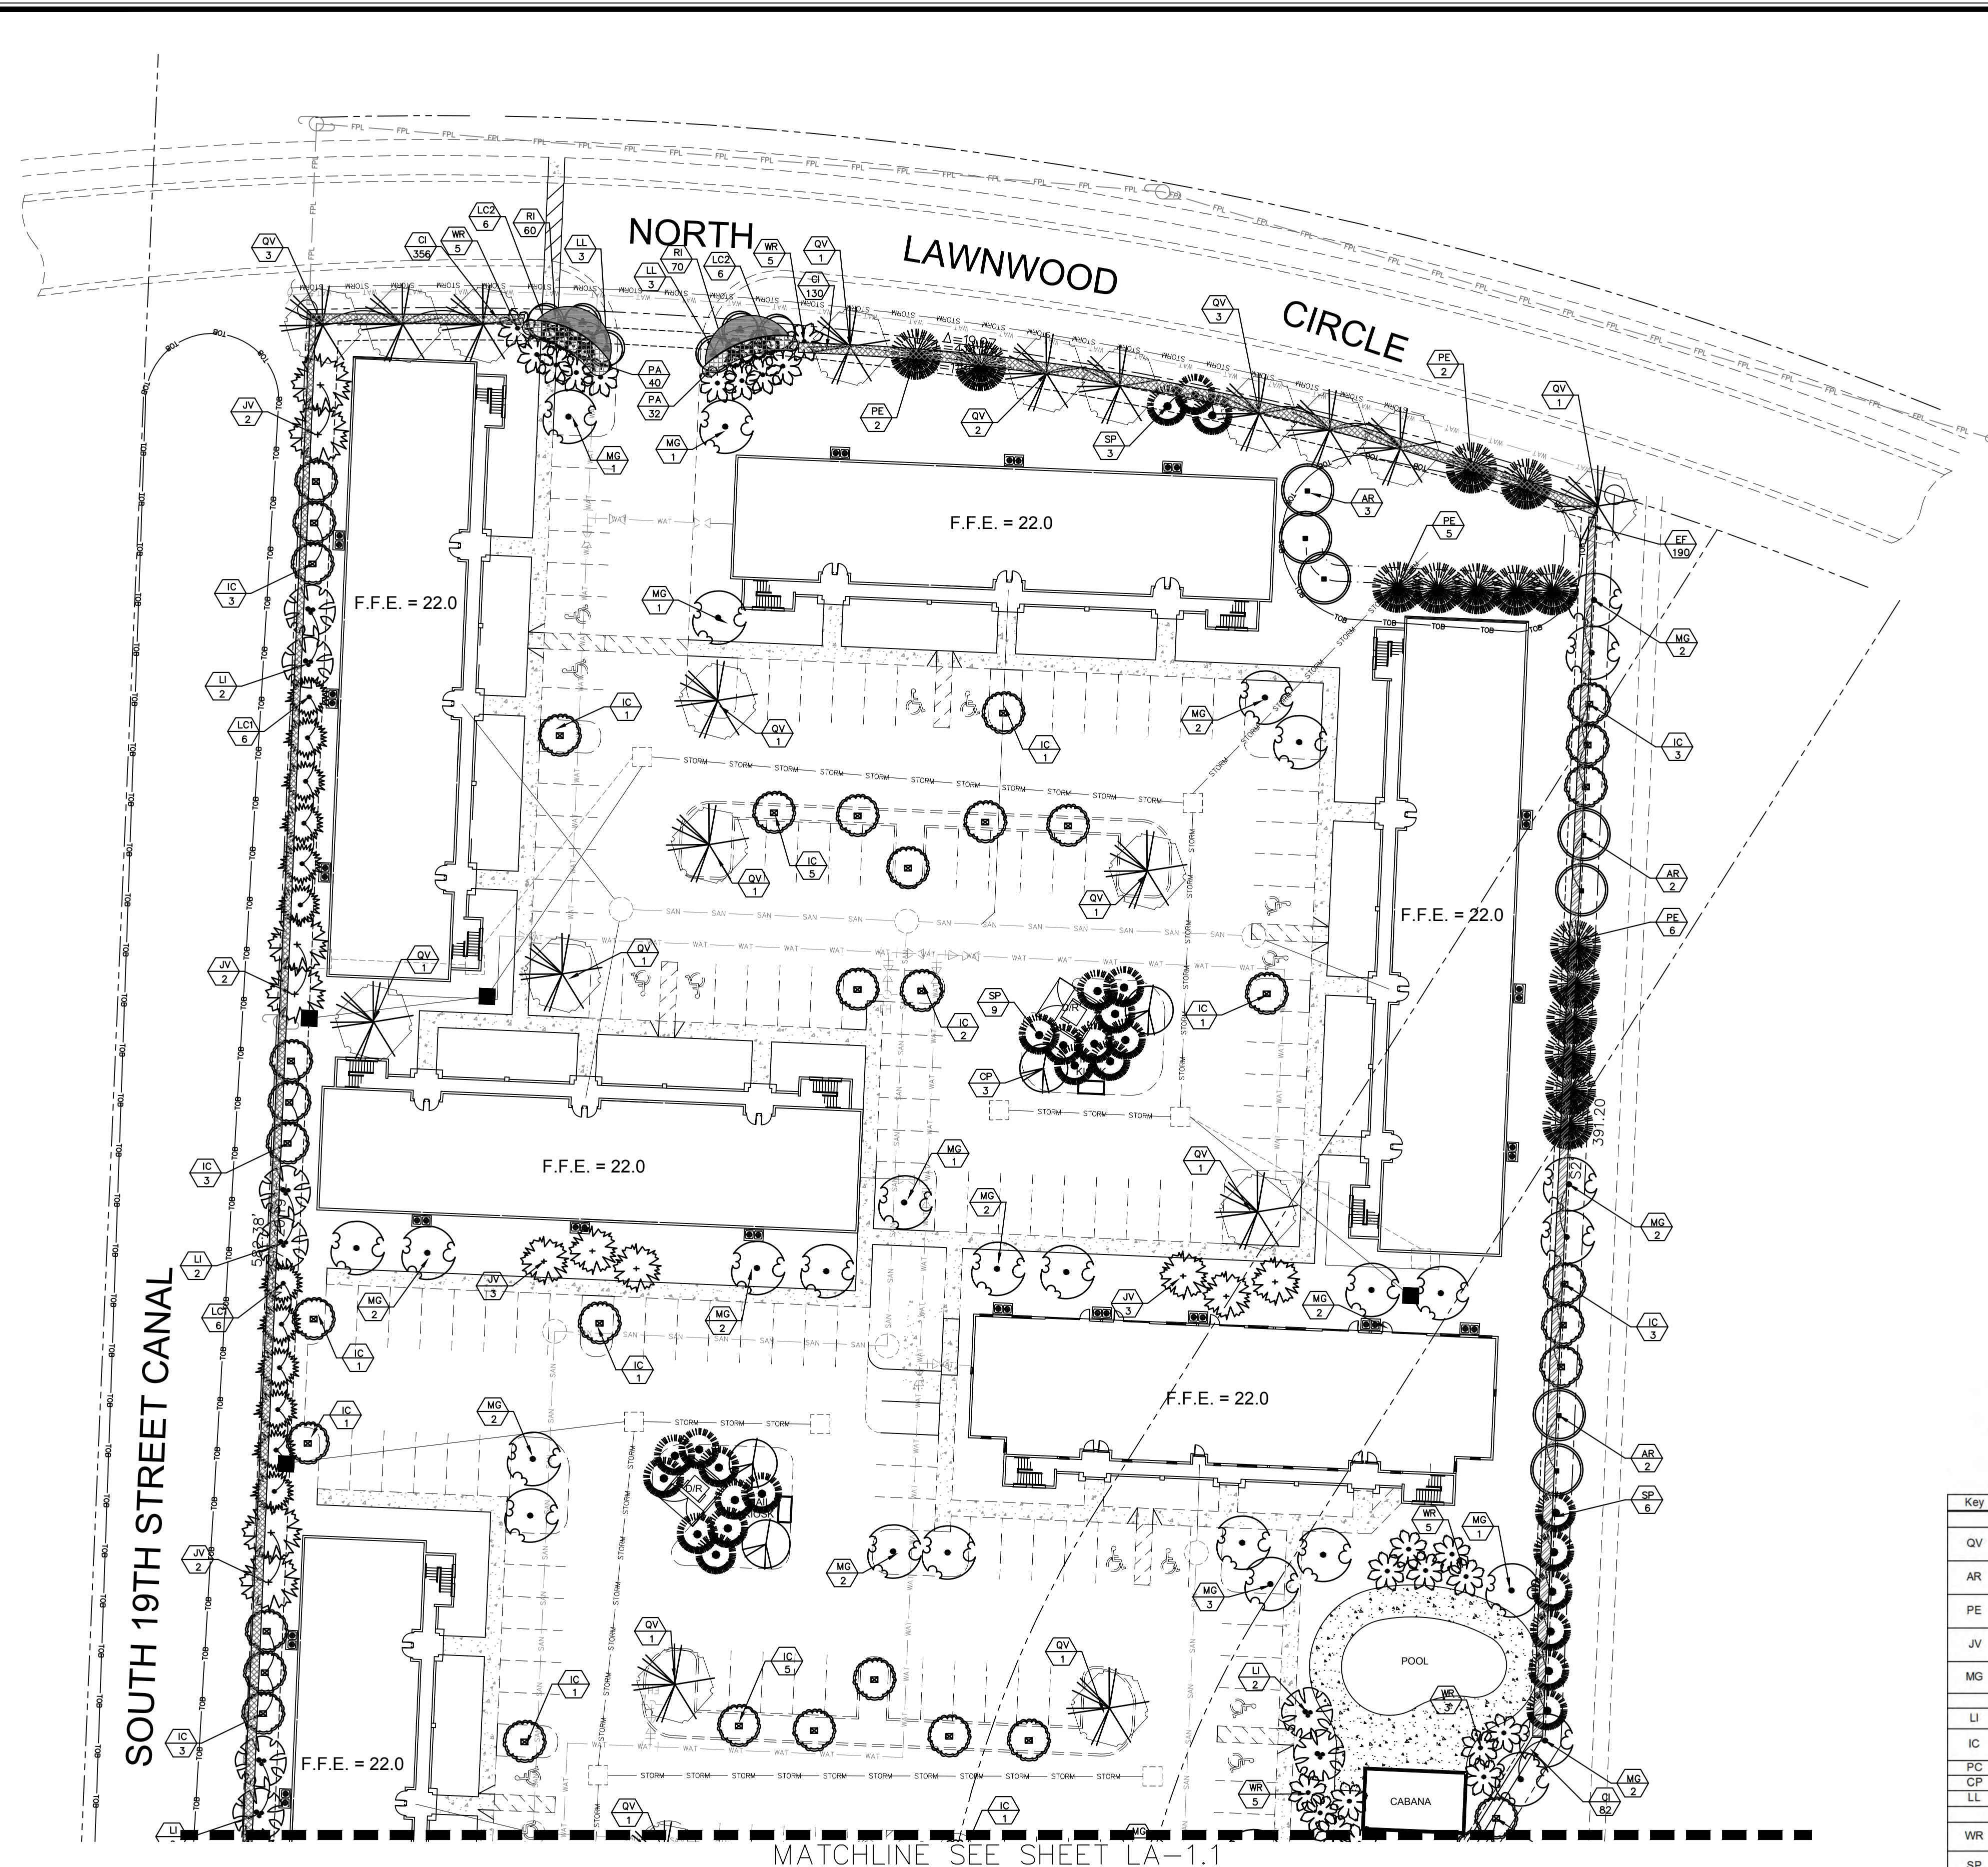 NORTH
LAWNWOOD
CIRCLE
SOUTH 19TH STREET CANAL
FPL
STORM
WAT
SAN
TOB
QV
3
CI
356
WR
5
LC2
6
RI
60
LL
3
LL
3
RI
70
LC2
6
WR
5
QV
1
CI
130
QV
3
PE
2
QV
1
JV
2
PA
40
PA
32
MG
1
MG
1
PE
2
QV
2
SP
3
AR
3
PE
5
EF
190
F.F.E. = 22.0
F.F.E. = 22.0
IC
3
MG
1
MG
2
LI
2
LC1
6
IC
1
QV
1
IC
1
MG
2
IC
3
QV
1
IC
5
QV
1
AR
2
F.F.E. = 22.0
PE
6
JV
2
QV
1
QV
1
IC
2
SP
9
D/R
IC
1
CP
3
391.20
IC
3
F.F.E. = 22.0
MG
1
QV
1
MG
2
MG
2
582.38'
LI
2
LC1
6
MG
2
JV
3
MG
2
JV
3
MG
2
IC
3
IC
1
IC
1
F.F.E. = 22.0
IC
1
MG
2
AR
2
D/R
KIOSK
SP
6
WR
5
MG
1
JV
2
MG
2
MG
3
QV
1
IC
5
QV
1
LI
2
POOL
WR
3
IC
3
IC
1
F.F.E. = 22.0
WR
5
CABANA
MG
2
CI
82
QV
1
IC
1
LI
MG
MATCHLINE SEE SHEET LA-1.1
Key
QV
AR
PE
JV
MG
LI
IC
PC
CP
LL
WR
SP